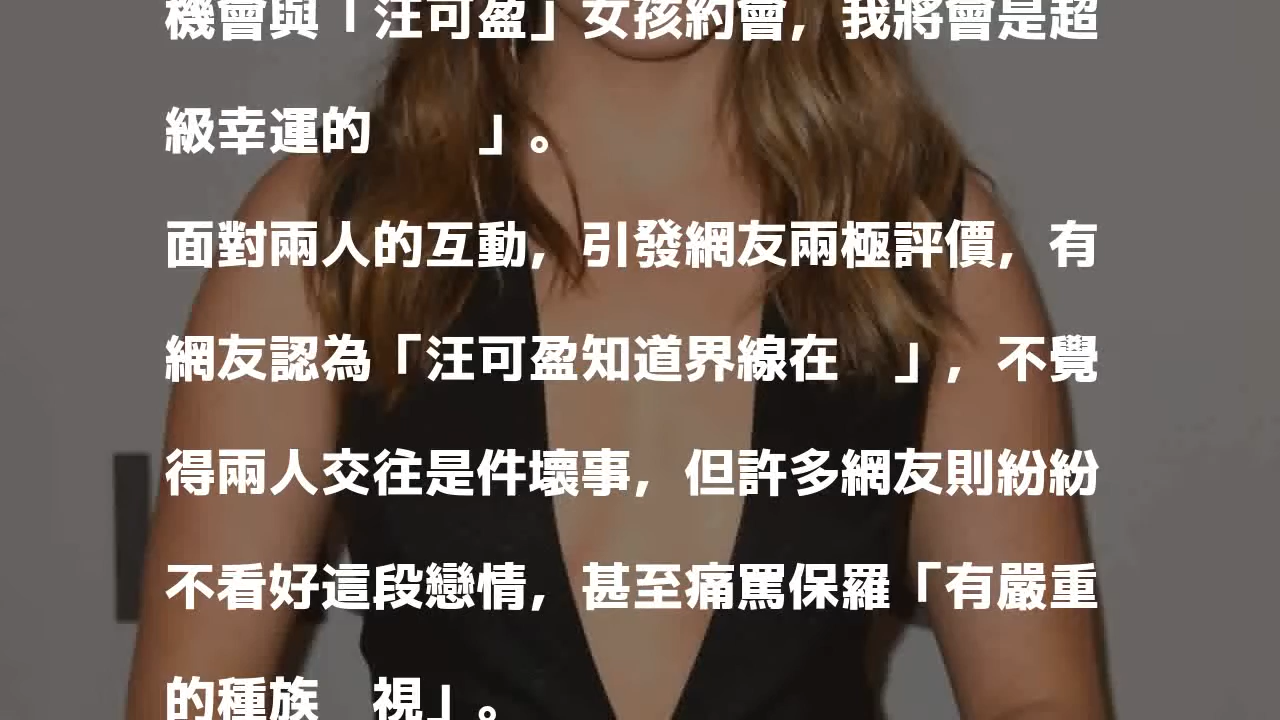 機會與「汪可盈」女孩約會，我將會是超
級幸運的　　」。
面對兩人的互動，引發網友兩極評價，有
網友認為「汪可盈知道界線在　」，不覺
得兩人交往是件壞事，但許多網友則紛紛
不看好這段戀情，甚至痛罵保羅「有嚴重
的種族　視」。